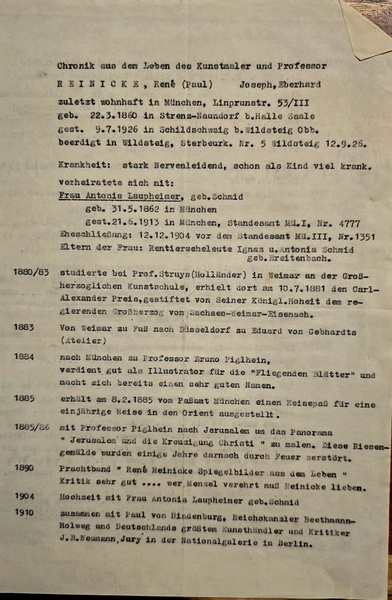 Chronik aus dem Leben des Kunstmaler und Professor
R E I N I C K E, René (Paul) Joseph,Eberhard
zuletzt wohnhaft in München, Linprunstr. 53/III
geb. 22.3.1860 in Strenz-Naundorf b.Halle Saale
gest. 9.7.1926 in Schildschwaig b.Wildsteig Obb.
beerdigt in Wildsteig, Sterbeurk. Nr. 5 Wildsteig 12.9.26.
Krankheit: stark Nervenleidend, schon als Kind viel krank.
verheiratete sich mit:
Frau Antonia Laupheimer, geb.Schmid
geb. 31.5.1862 in München
gest.21.6.1913 in München, Standesamt Mü.I, Nr. 4777
Eheschließung: 12.12.1904 vor dem Standesamt Mü.III, Nr.1351
Eltern der Frau: Rentierseheleute Ignaz u.Antonia Schmid
geb.Breitenbach.
1880/83 studierte bei Prof.Struys(Holländer) in Weimar an der Groß-
herzoglichen Kunstschule, erhielt dort am 10.7.1881 den Carl-
Alexander Preis,gestiftet von Seiner Königl.Hoheit dem re-
gierenden Großherzog von Sachsen-Weimar-Eisenach.
1883 Von Weimar zu Fuß nach Düsseldorf zu Eduard von Gebhardts
(Atelier)
1884 nach München zu Professor Bruno Piglhein,
verdient gut als Illustrator für die "Fliegenden Blätter" und
macht sich bereits einen sehr guten Namen.
1885 erhält am 8.2.1885 vom Paßamt München einen Reisepaß für eine
einjährige Reise in den Orient ausgestellt.
1885/86 mit Professor Piglhein nach Jerusalem um das Panorama
" Jerusalem und die Kreuzigung Christi " zu malen. Diese Riesen-
gemälde wurden einige Jahre darnach durch Feuer zerstört.
1890 Prachtband " René Reinicke Spiegelbilder aus dem Leben "
Kritik sehr gut .... wer Menzel verehrt muß Reinicke lieben.
1904 Hochzeit mit Frau Antonia Laupheimer geb.Schmid
1910 zusammen mit Paul von Hindenburg, Reichskanaler Beethmann-
Holweg und Deutschlands größten Kunsthändler und Kritiker
J.B.Neumann,Jury in der Nationalgalerie in Berlin.